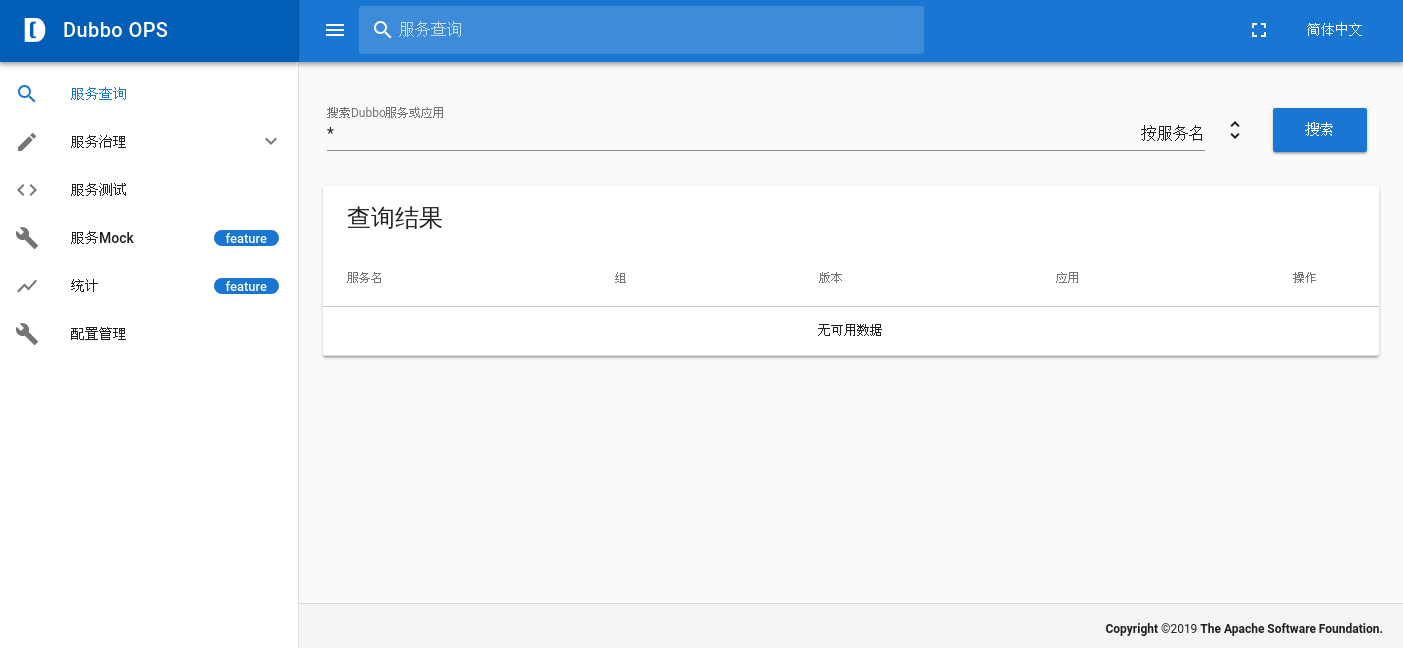 Dubbo OPS
服务查询
简体中文
服务查询
服务治理
服务测试
服务Mock feature
统计 feature
配置管理
搜索Dubbo服务或应用
* 按服务名 搜索
查询结果
服务名 组 版本 应用 操作
无可用数据
Copyright ©2019 The Apache Software Foundation.